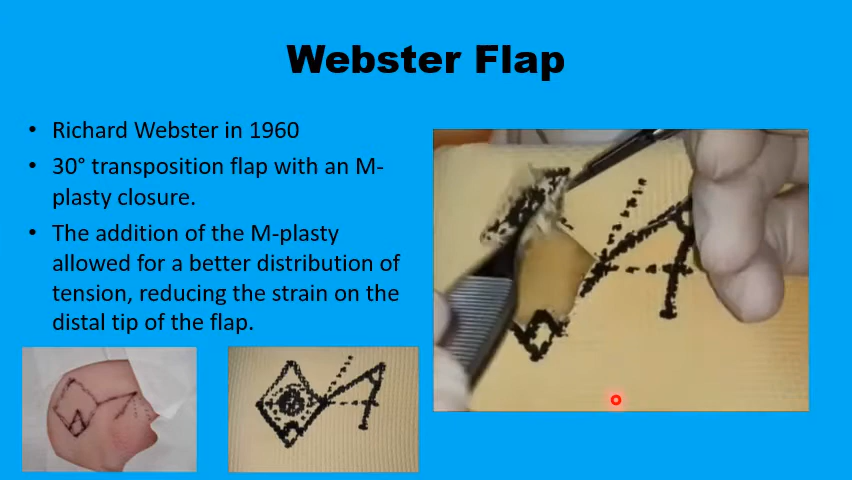 Webster Flap
• Richard Webster in 1960
• 30° transposition flap with an M-
plasty closure.
• The addition of the M-plasty
allowed for a better distribution of
tension, reducing the strain on the
distal tip of the flap.